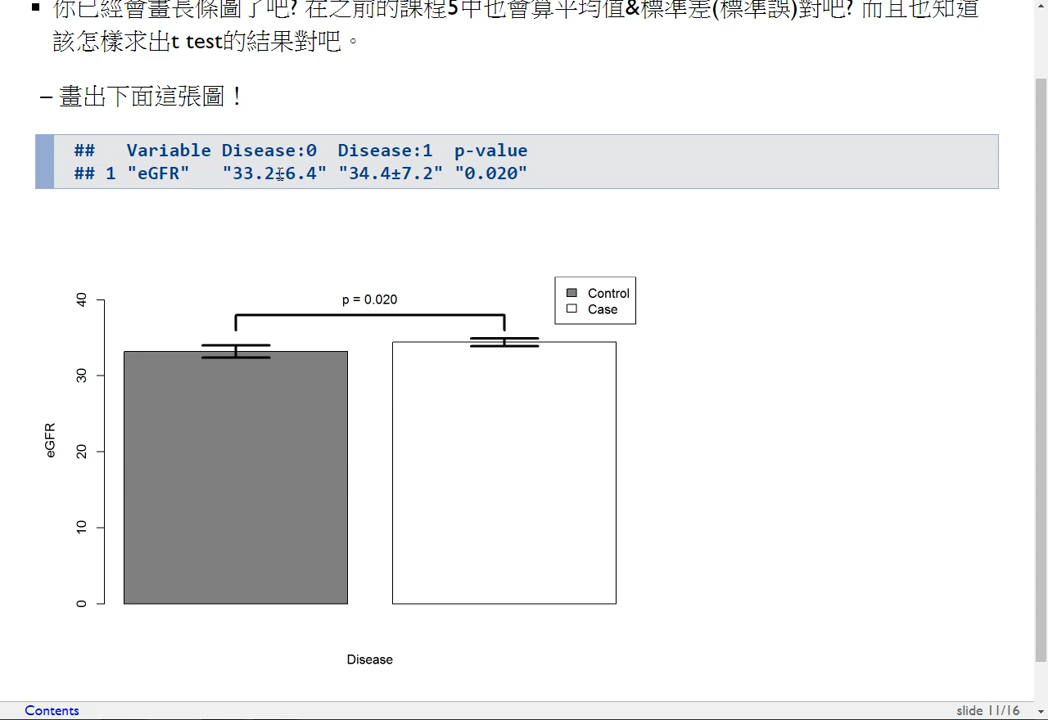 ▪ 你已經會畫長條圖了吧? 在之前的課程5中也會算平均值&標準差(標準誤)對吧? 而且也知道
該怎樣求出t test的結果對吧。
– 畫出下面這張圖！
##   Variable Disease:0  Disease:1  p-value
## 1 "eGFR"   "33.2±6.4" "34.4±7.2" "0.020"
p = 0.020
Control
Case
40
30
20
10
0
eGFR
Disease
Contents
slide 11/16